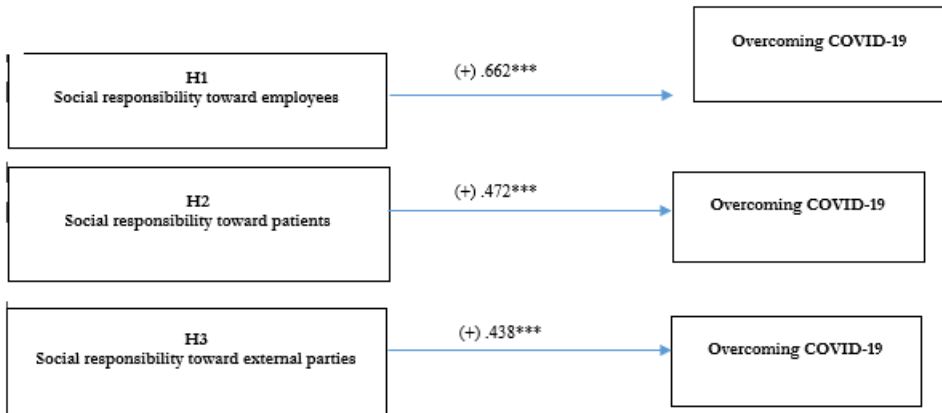 Overcoming COVID-19
H1
Social responsibility toward employees
(+) .662***
H2
Social responsibility toward patients
(+) .472***
Overcoming COVID-19
H3
Social responsibility toward external parties
(+) .438***
Overcoming COVID-19